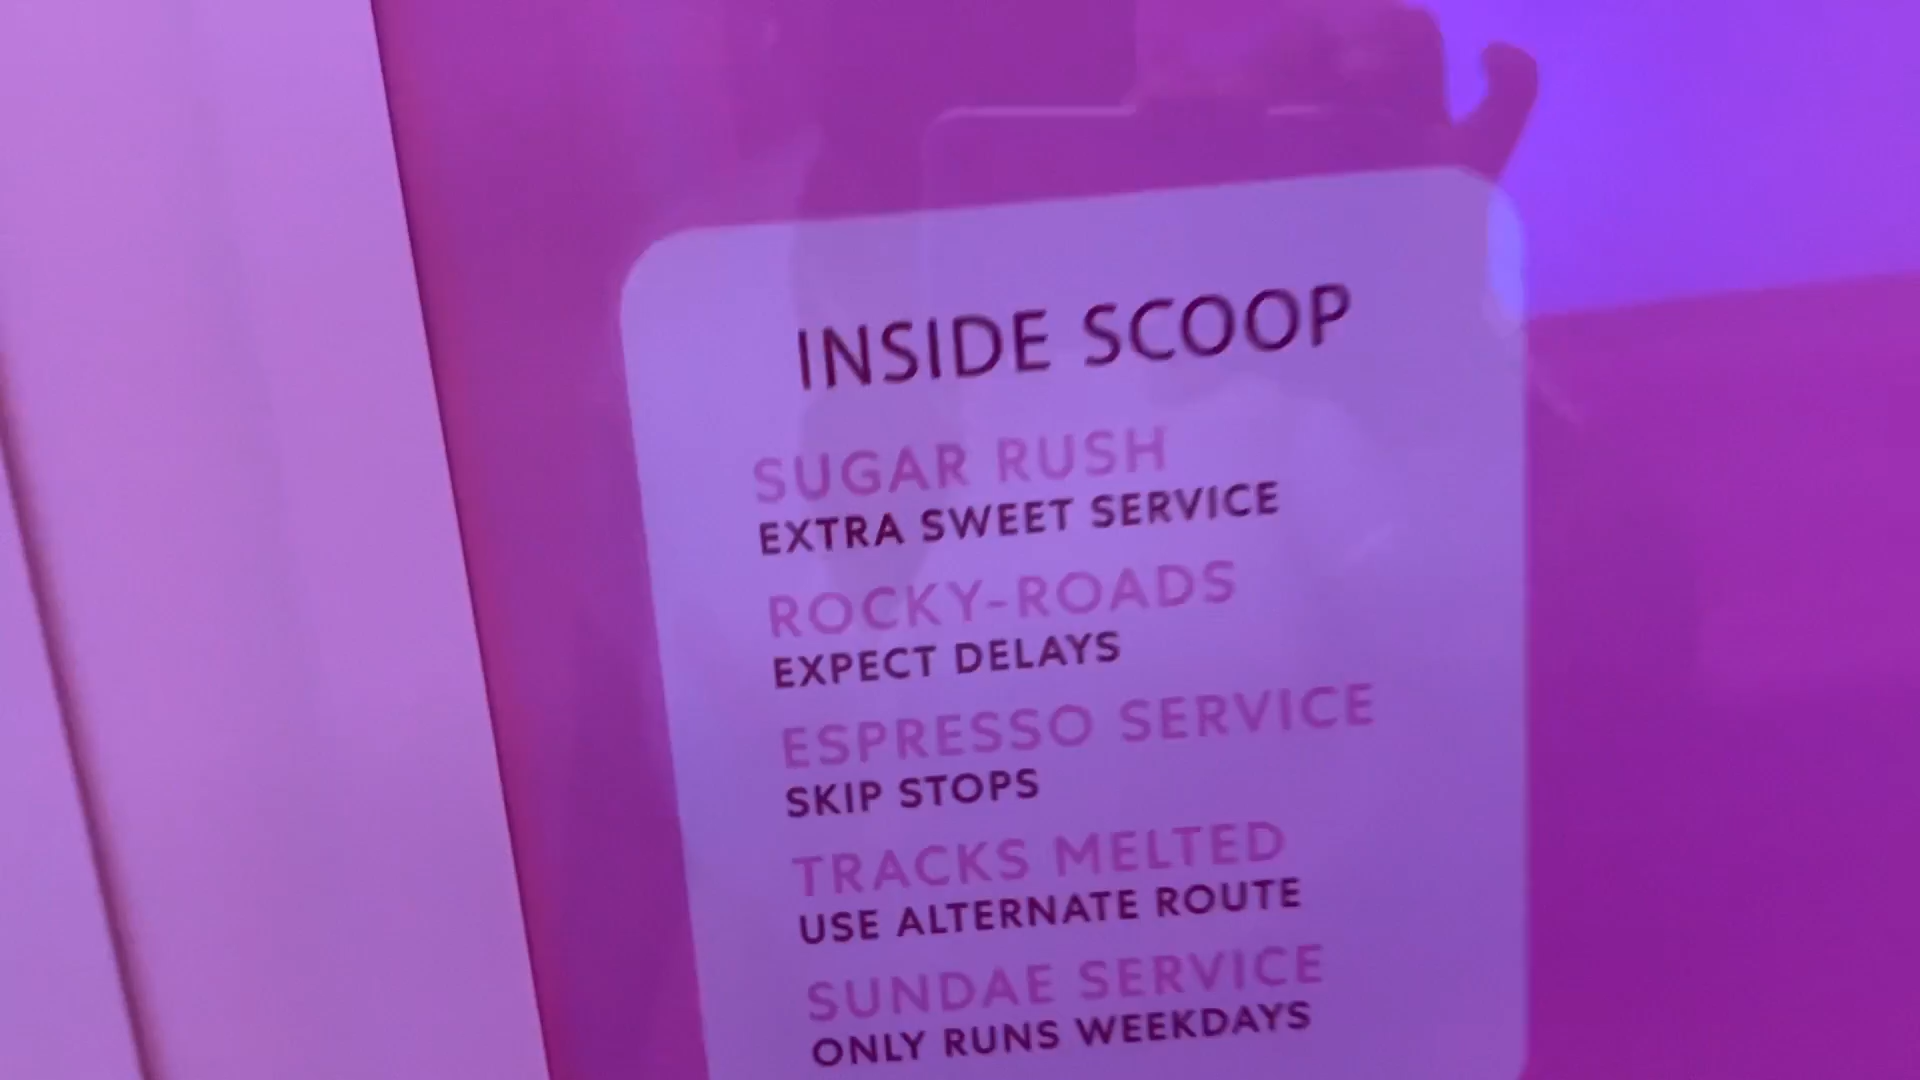 INSIDE SCOOP
SUGAR RUSH
EXTRA SWEET SERVICE
ROCKY-ROADS
EXPECT DELAYS
ESPRESSO SERVICE
SKIP STOPS
TRACKS MELTED
USE ALTERNATE ROUTE
SUNDAE SERVICE
ONLY RUNS WEEKDAYS